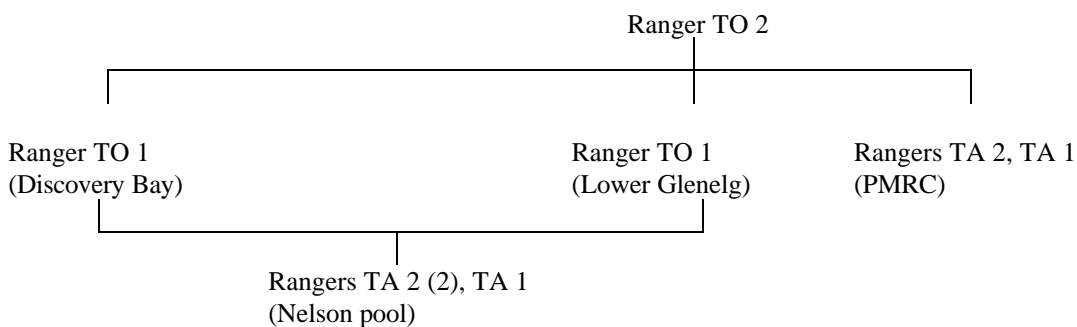 Ranger TO 2
Ranger TO 1
(Discovery Bay)
Ranger TO 1
(Lower Glenelg)
Rangers TA 2, TA 1
(PMRC)
Rangers TA 2 (2), TA 1
(Nelson pool)